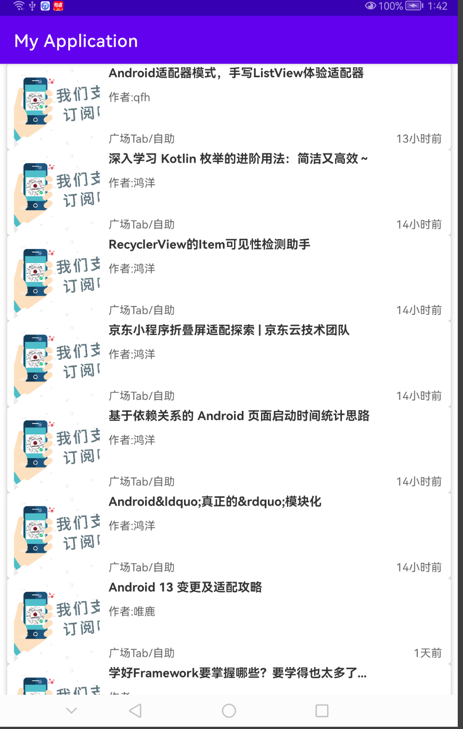 100% 1:42
My Application
Android适配器模式，手写ListView体验适配器
作者:qfh
我们支
订阅
广场Tab/自助 13小时前
深入学习 Kotlin 枚举的进阶用法：简洁又高效 ~
作者:鸿洋
我们支
订阅
广场Tab/自助 14小时前
RecyclerView的Item可见性检测助手
作者:鸿洋
我们支
订阅
广场Tab/自助 14小时前
京东小程序折叠屏适配探索 | 京东云技术团队
作者:鸿洋
我们支
订阅
广场Tab/自助 14小时前
基于依赖关系的 Android 页面启动时间统计思路
作者:鸿洋
我们支
订阅
广场Tab/自助 14小时前
Android&ldquo;真正的&rdquo;模块化
作者:鸿洋
我们支
订阅
广场Tab/自助 14小时前
Android 13 变更及适配攻略
作者:唯鹿
我们支
订阅
广场Tab/自助 1天前
学好Framework要掌握哪些？要学得也太多了...